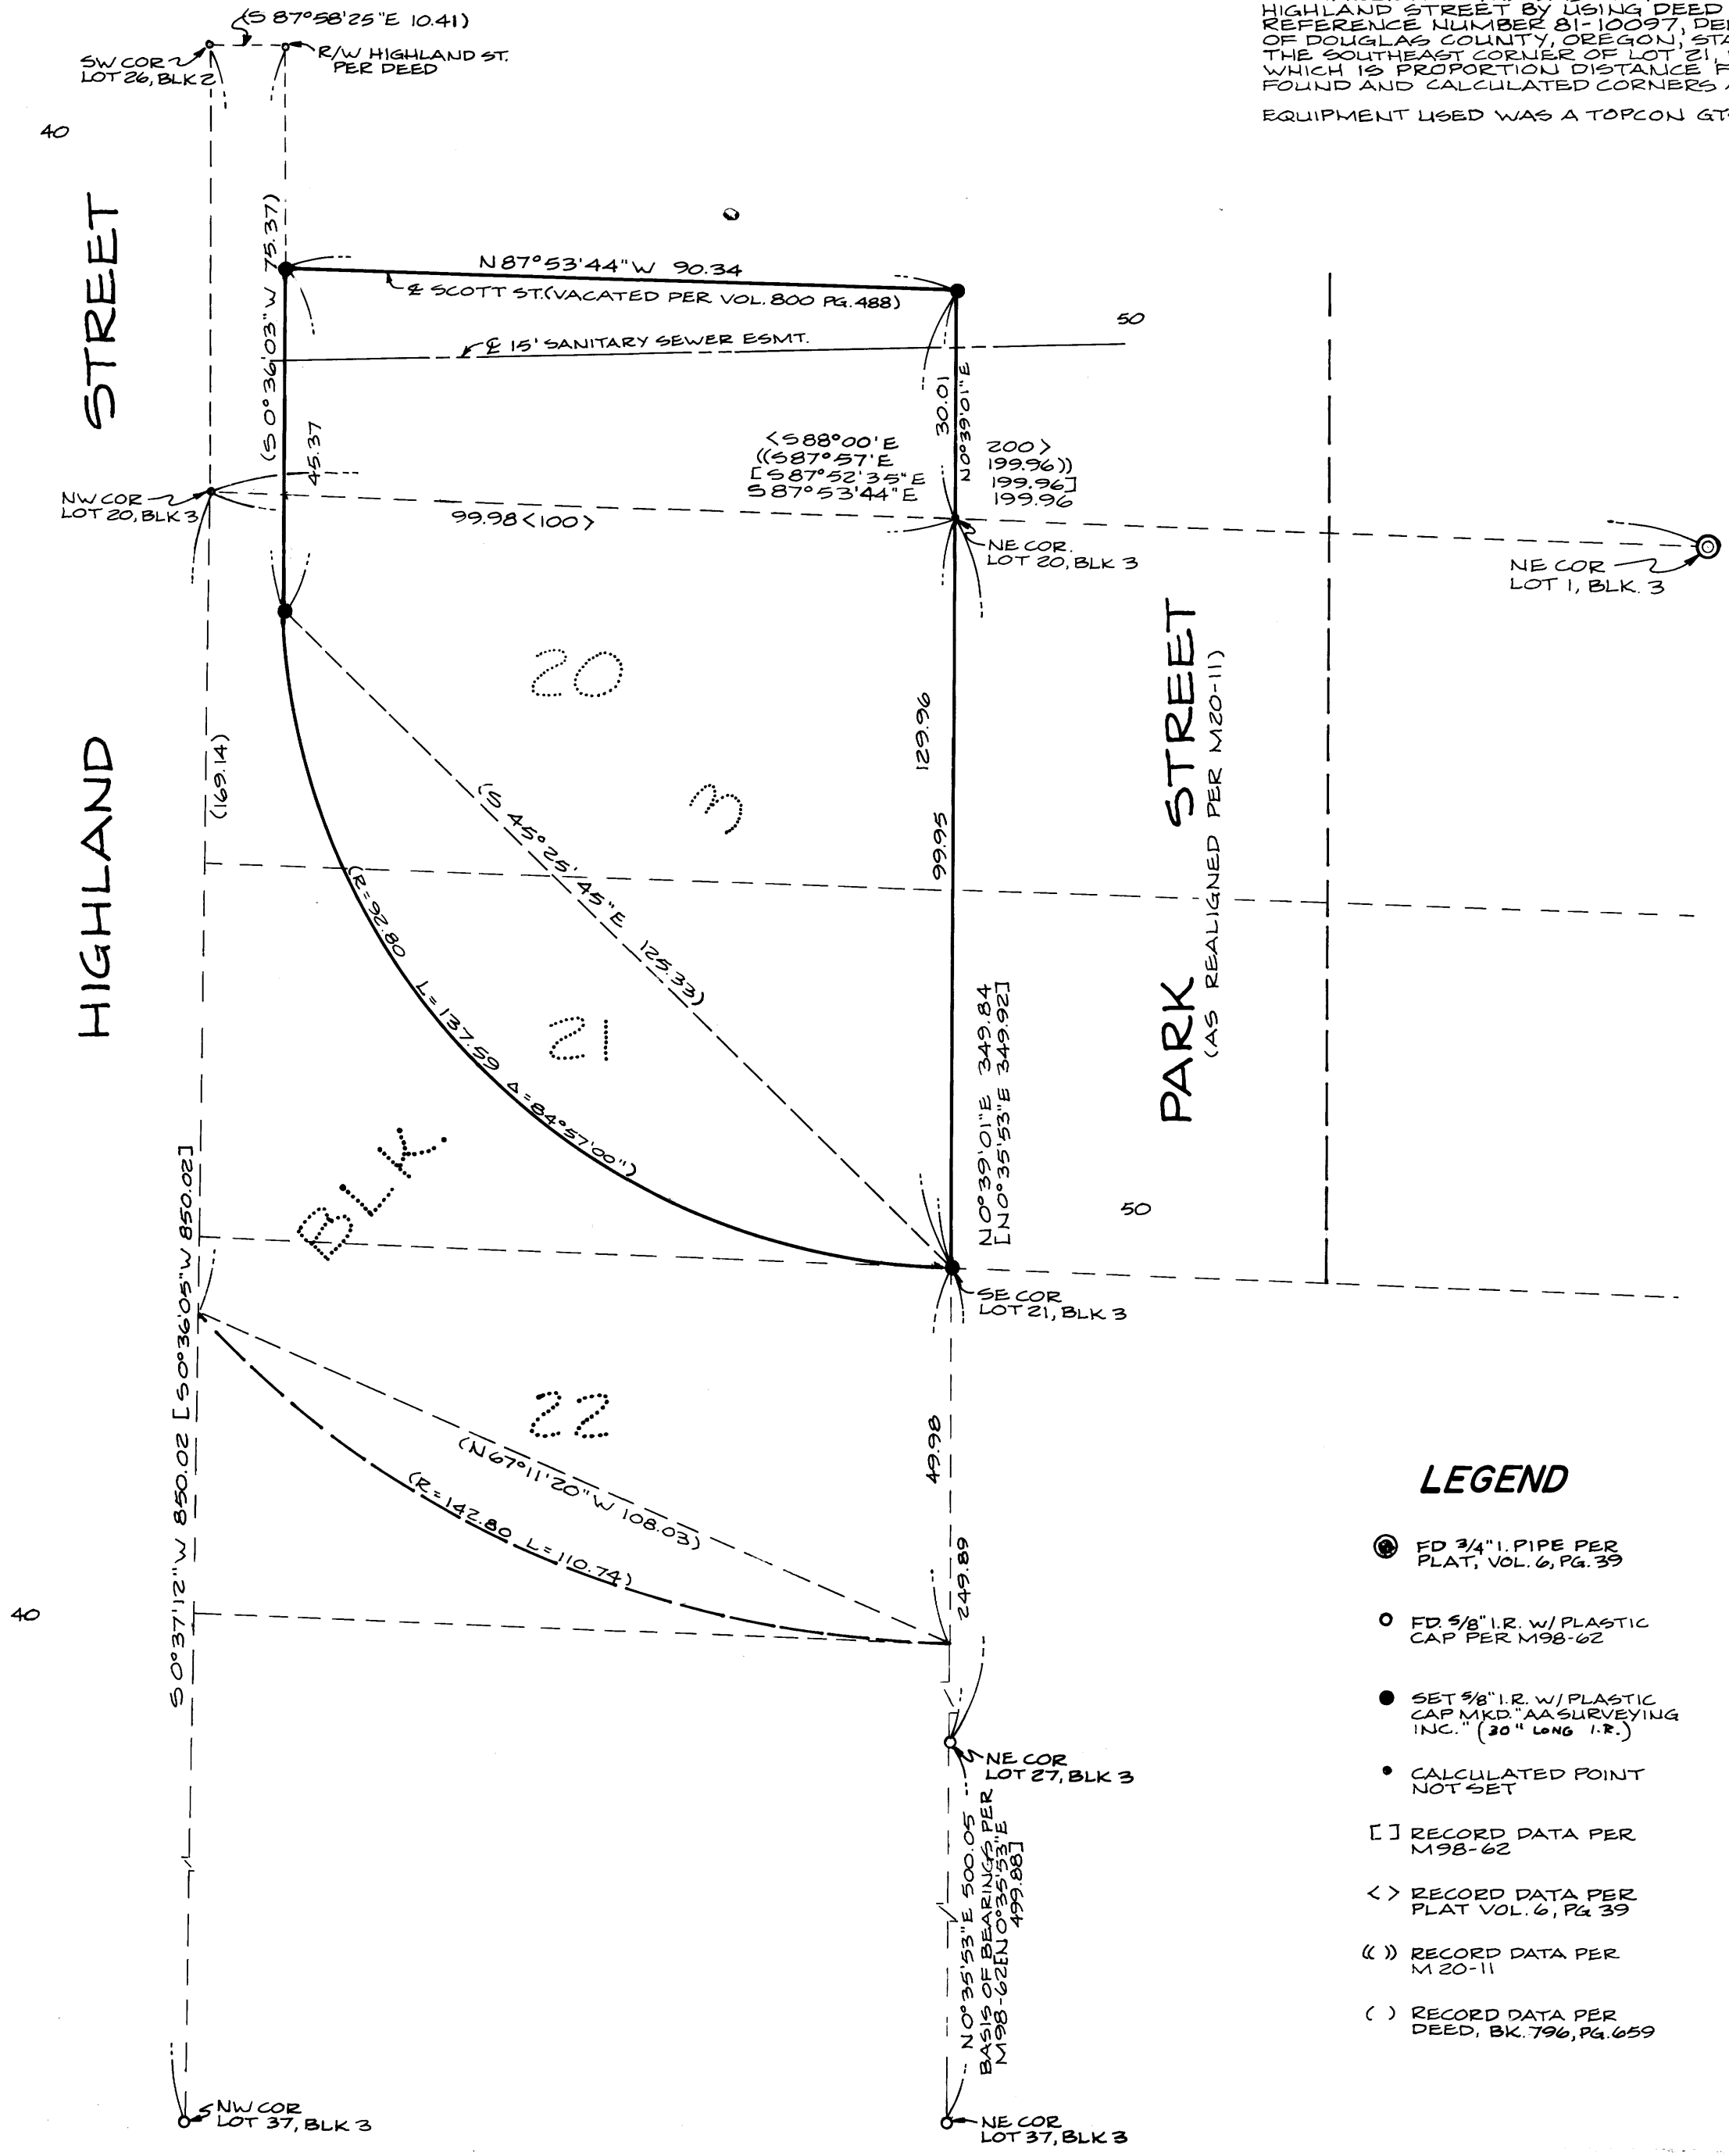 HIGHLAND STREET BY USING DEED
REFERENCE NUMBER 81-10097, DE
OF DOUGLAS COUNTY, OREGON, STA
THE SOUTHEAST CORNER OF LOT 21,
WHICH IS PROPORTION DISTANCE F
FOUND AND CALCULATED CORNERS
EQUIPMENT USED WAS A TOPCON GT
(S 87°58'25"E 10.41)
SW COR
LOT 26, BLK 2
R/W HIGHLAND ST.
PER DEED
40
STREET
(S 0°36'03"W 75.37)
45.37
N 87°53'44"W 90.34
℄ SCOTT ST.(VACATED PER VOL. 800 PG. 488)
℄ 15' SANITARY SEWER ESMT.
50
30.01
N 0°39'01"E
<S 88°00'E 200>
((S 87°57'E 199.96))
[S 87°52'35"E 199.96]
S 87°53'44"E 199.96
NW COR
LOT 20, BLK 3
99.98 <100>
NE COR.
LOT 20, BLK 3
NE COR
LOT 1, BLK. 3
20
3
HIGHLAND
(169.14)
129.96
99.95
PARK STREET
(AS REALIGNED PER M20-11)
(S 45°25'45"E 125.33)
(R=92.80 L=137.59 Δ=84°57'00")
21
BLK.
N 0°39'01"E 349.84
[N 0°35'53"E 349.92]
50
SE COR
LOT 21, BLK 3
S 0°37'12"W 850.02 [S 0°36'05"W 850.02]
22
(N 67°11'20"W 108.03)
(R=142.80 L=110.74)
49.98
249.89
40
NE COR
LOT 27, BLK 3
N 0°35'53"E 500.05
BASIS OF BEARINGS PER
M98-62[N 0°35'53"E
499.88]
NW COR
LOT 37, BLK 3
NE COR
LOT 37, BLK 3
LEGEND
FD 3/4" I. PIPE PER
PLAT, VOL. 6, PG. 39
FD. 5/8" I.R. W/ PLASTIC
CAP PER M98-62
SET 5/8" I.R. W/ PLASTIC
CAP MKD. "AA SURVEYING
INC." (30" LONG I.R.)
CALCULATED POINT
NOT SET
[ ] RECORD DATA PER
M98-62
< > RECORD DATA PER
PLAT VOL. 6, PG 39
(( )) RECORD DATA PER
M 20-11
( ) RECORD DATA PER
DEED, BK. 796, PG. 659